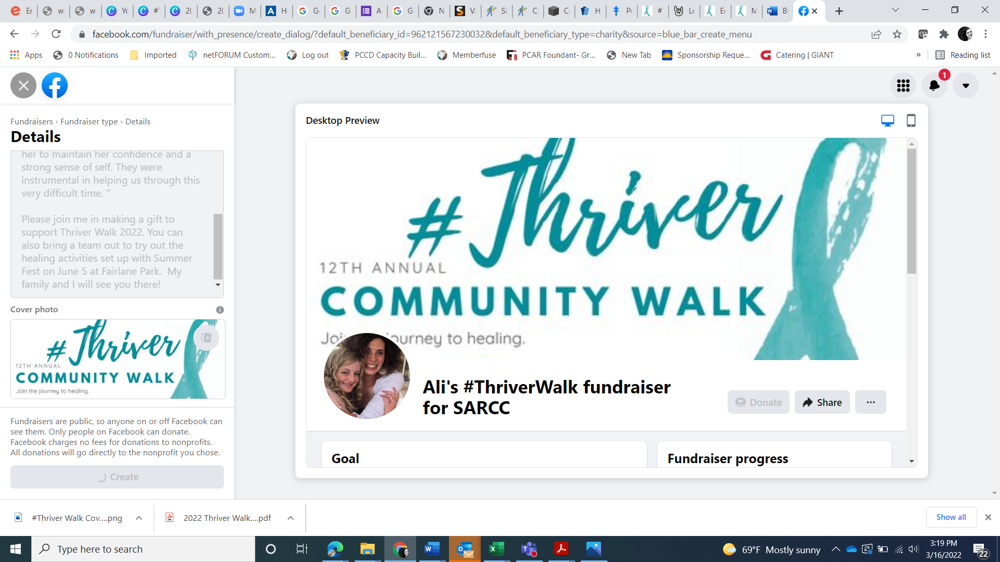 facebook.com/fundraiser/with_presence/create_dialog/?default_beneficiary_id=962121567230032&default_beneficiary_type=charity&source=blue_bar_create_menu
Apps 0 Notifications Imported netFORUM Custom... Log out PCCD Capacity Buil... Memberfuse PCAR Foundant- Gr... New Tab Sponsorship Reque... Catering | GIANT » Reading list
1
Fundraisers › Fundraiser type › Details
Details
her to maintain her confidence and a
strong sense of self. They were
instrumental in helping us through this
very difficult time. "
Please join me in making a gift to
support Thriver Walk 2022. You can
also bring a team out to try out the
healing activities set up with Summer
Fest on June 5 at Fairlane Park.  My
family and I will see you there!
Cover photo
#Thriver
12TH ANNUAL
COMMUNITY WALK
Join the journey to healing.
Fundraisers are public, so anyone on or off Facebook can
see them. Only people on Facebook can donate.
Facebook charges no fees for donations to nonprofits.
All donations will go directly to the nonprofit you chose.
Create
Desktop Preview
#Thriver
12TH ANNUAL
COMMUNITY WALK
journey to healing.
Ali's #ThriverWalk fundraiser
for SARCC
Donate Share ...
Goal
Fundraiser progress
#Thriver Walk Cov....png
2022 Thriver Walk....pdf
Show all
Type here to search
69°F Mostly sunny
3:19 PM
3/16/2022
22